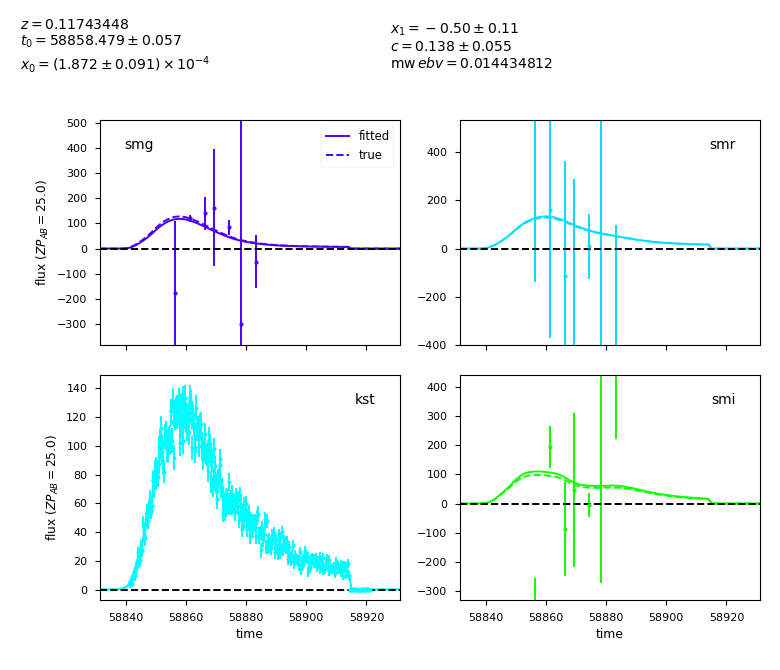 z = 0.11743448
t₀ = 58858.479 ± 0.057
x₀ = (1.872 ± 0.091) × 10⁻⁴
x₁ = −0.50 ± 0.11
c = 0.138 ± 0.055
mw ebv = 0.014434812
smg
fitted
true
500
400
300
200
100
0
−100
−200
−300
flux (ZP_AB = 25.0)
smr
400
200
0
−200
−400
kst
140
120
100
80
60
40
20
0
flux (ZP_AB = 25.0)
58840 58860 58880 58900 58920
time
smi
400
300
200
100
0
−100
−200
−300
58840 58860 58880 58900 58920
time